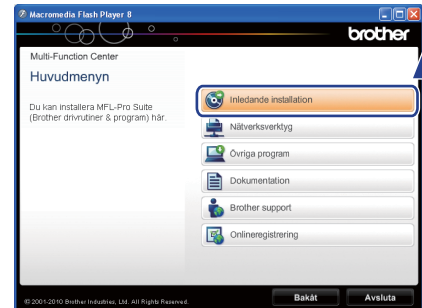 Macromedia Flash Player 8
brother
Multi-Function Center
Huvudmenyn
Du kan installera MFL-Pro Suite
(Brother drivrutiner & program) här.
Inledande installation
Nätverksverktyg
Övriga program
Dokumentation
Brother support
Onlineregistrering
© 2001-2010 Brother Industries, Ltd. All Rights Reserved.
Bakåt
Avsluta